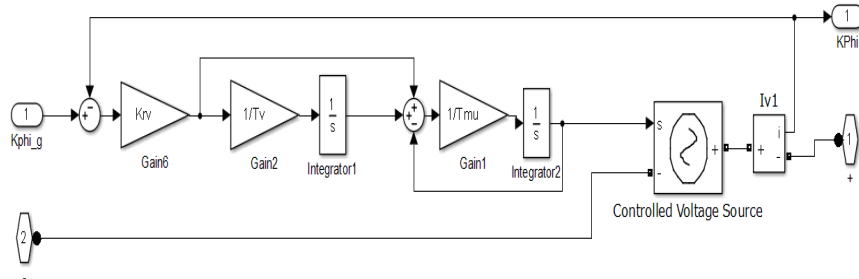 1
KPhi
Iv1
1
Kphi_g
+
−
Krv
Gain6
1/Tv
Gain2
1
s
Integrator1
+
+
−
1/Tmu
Gain1
1
s
Integrator2
s
-
+
Controlled Voltage Source
+
i
-
1
+
2